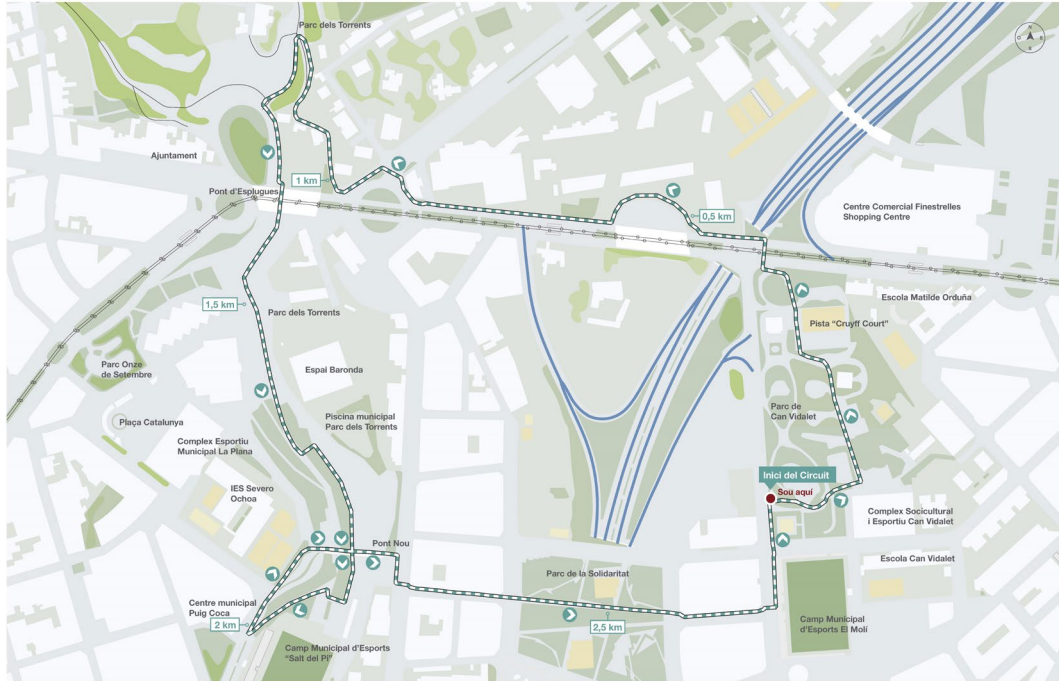 Parc dels Torrents
N
O
E
S
Ajuntament
1 km
Pont d'Esplugues
0,5 km
Centre Comercial Finestrelles
Shopping Centre
Escola Matilde Orduña
1,5 km
Parc dels Torrents
Pista “Cruyff Court”
Parc Onze
de Setembre
Espai Baronda
Plaça Catalunya
Piscina municipal
Parc dels Torrents
Parc de
Can Vidalet
Complex Esportiu
Municipal La Plana
Inici del Circuit
Sou aquí
IES Severo
Ochoa
Complex Sociocultural
i Esportiu Can Vidalet
Pont Nou
Escola Can Vidalet
Parc de la Solidaritat
Centre municipal
Puig Coca
2 km
2,5 km
Camp Municipal
d'Esports El Molí
Camp Municipal d'Esports
“Salt del Pi”